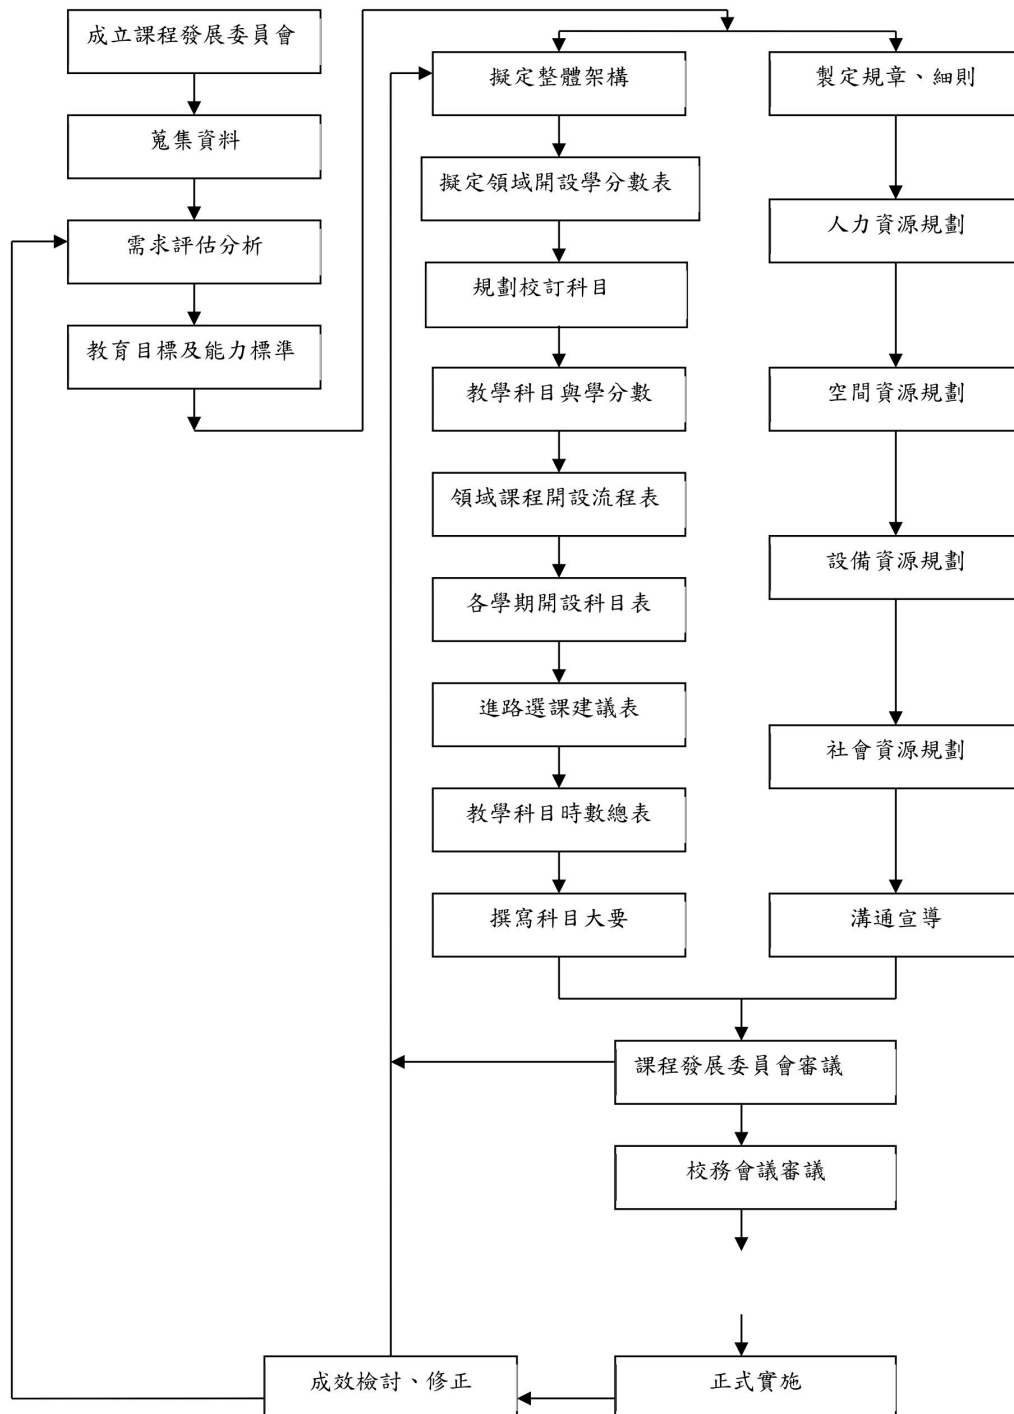 成立課程發展委員會
蒐集資料
需求評估分析
教育目標及能力標準
擬定整體架構
擬定領域開設學分數表
規劃校訂科目
教學科目與學分數
領域課程開設流程表
各學期開設科目表
進路選課建議表
教學科目時數總表
撰寫科目大要
製定規章、細則
人力資源規劃
空間資源規劃
設備資源規劃
社會資源規劃
溝通宣導
課程發展委員會審議
校務會議審議
正式實施
成效檢討、修正